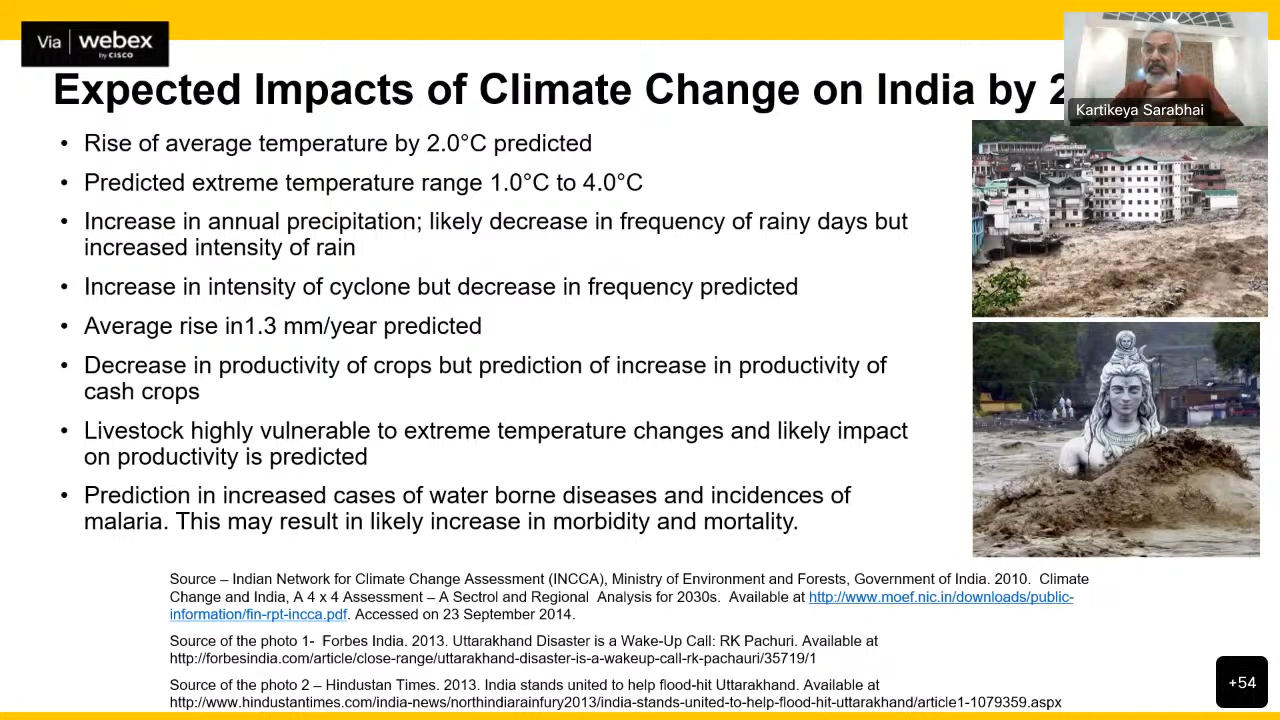 Via | webex
by CISCO
Expected Impacts of Climate Change on India by 2
Kartikeya Sarabhai
• Rise of average temperature by 2.0°C predicted
• Predicted extreme temperature range 1.0°C to 4.0°C
• Increase in annual precipitation; likely decrease in frequency of rainy days but
increased intensity of rain
• Increase in intensity of cyclone but decrease in frequency predicted
• Average rise in1.3 mm/year predicted
• Decrease in productivity of crops but prediction of increase in productivity of
cash crops
• Livestock highly vulnerable to extreme temperature changes and likely impact
on productivity is predicted
• Prediction in increased cases of water borne diseases and incidences of
malaria. This may result in likely increase in morbidity and mortality.
Source – Indian Network for Climate Change Assessment (INCCA), Ministry of Environment and Forests, Government of India. 2010. Climate
Change and India, A 4 x 4 Assessment – A Sectrol and Regional Analysis for 2030s. Available at http://www.moef.nic.in/downloads/public-
information/fin-rpt-incca.pdf. Accessed on 23 September 2014.
Source of the photo 1- Forbes India. 2013. Uttarakhand Disaster is a Wake-Up Call: RK Pachuri. Available at
http://forbesindia.com/article/close-range/uttarakhand-disaster-is-a-wakeup-call-rk-pachauri/35719/1
Source of the photo 2 – Hindustan Times. 2013. India stands united to help flood-hit Uttarakhand. Available at
http://www.hindustantimes.com/india-news/northindiarainfury2013/india-stands-united-to-help-flood-hit-uttarakhand/article1-1079359.aspx
+54